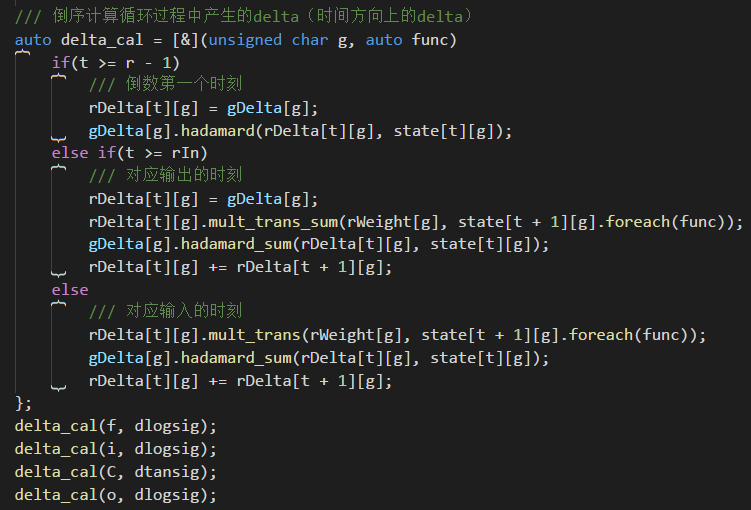 /// 倒序计算循环过程中产生的delta（时间方向上的delta）
auto delta_cal = [&](unsigned char g, auto func)
{
if(t >= r - 1)
{
/// 倒数第一个时刻
rDelta[t][g] = gDelta[g];
gDelta[g].hadamard(rDelta[t][g], state[t][g]);
}
else if(t >= rIn)
{
/// 对应输出的时刻
rDelta[t][g] = gDelta[g];
rDelta[t][g].mult_trans_sum(rWeight[g], state[t + 1][g].foreach(func));
gDelta[g].hadamard_sum(rDelta[t][g], state[t][g]);
rDelta[t][g] += rDelta[t + 1][g];
}
else
{
/// 对应输入的时刻
rDelta[t][g].mult_trans(rWeight[g], state[t + 1][g].foreach(func));
gDelta[g].hadamard_sum(rDelta[t][g], state[t][g]);
rDelta[t][g] += rDelta[t + 1][g];
}
};
delta_cal(f, dlogsig);
delta_cal(i, dlogsig);
delta_cal(C, dtansig);
delta_cal(o, dlogsig);